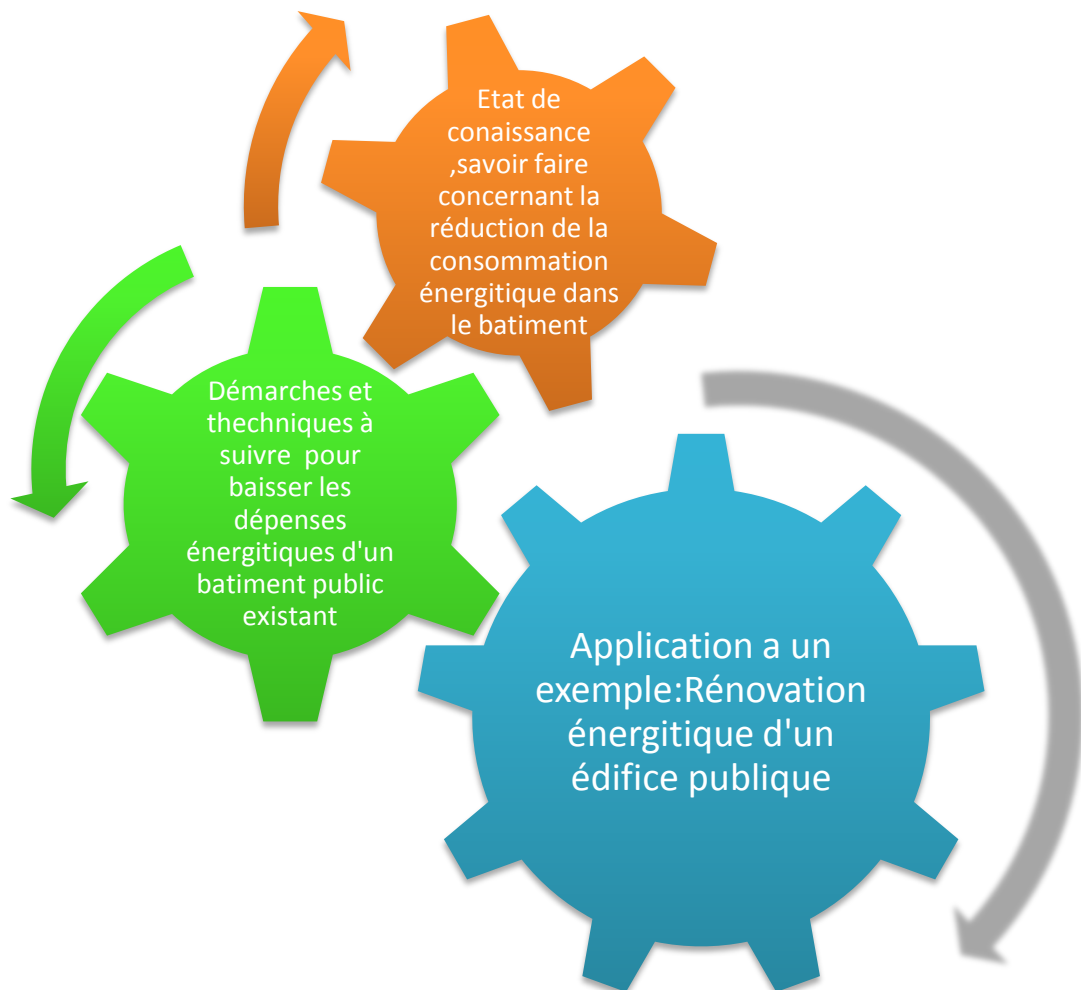 Etat de
conaissance
,savoir faire
concernant la
réduction de la
consommation
énergitique dans
le batiment
Démarches et
thechniques à
suivre pour
baisser les
dépenses
énergitiques d'un
batiment public
existant
Application a un
exemple:Rénovation
énergitique d'un
édifice publique